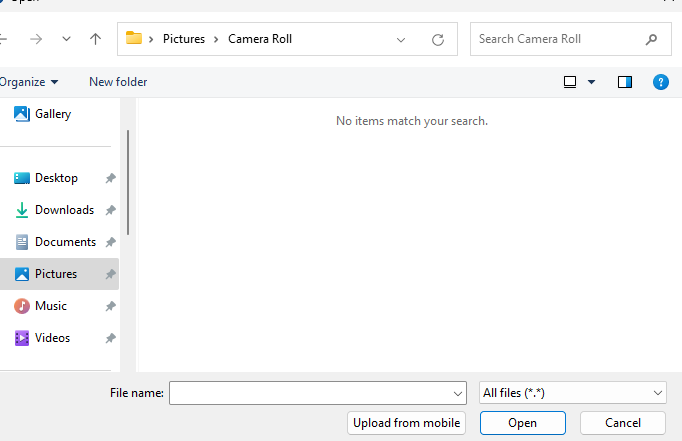 Open
Pictures > Camera Roll
Search Camera Roll
Organize
New folder
Gallery
No items match your search.
Desktop
Downloads
Documents
Pictures
Music
Videos
File name:
All files (*.*)
Upload from mobile
Open
Cancel